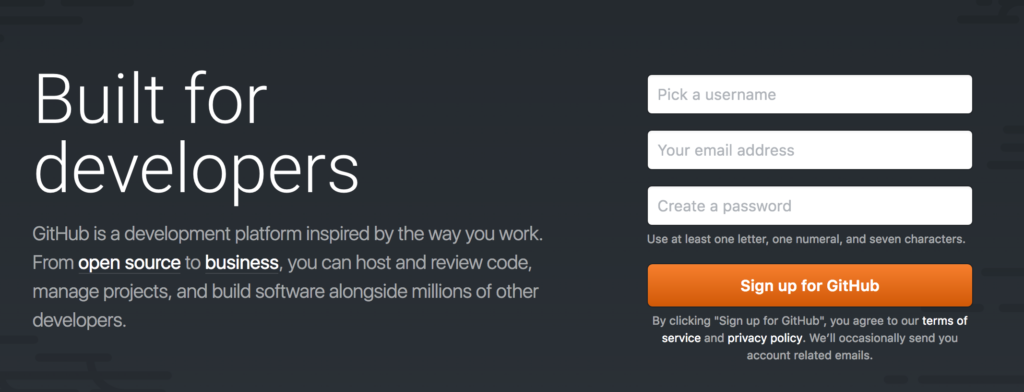 Built for
developers
GitHub is a development platform inspired by the way you work.
From open source to business, you can host and review code,
manage projects, and build software alongside millions of other
developers.
Pick a username
Your email address
Create a password
Use at least one letter, one numeral, and seven characters.
Sign up for GitHub
By clicking "Sign up for GitHub", you agree to our terms of
service and privacy policy. We’ll occasionally send you
account related emails.